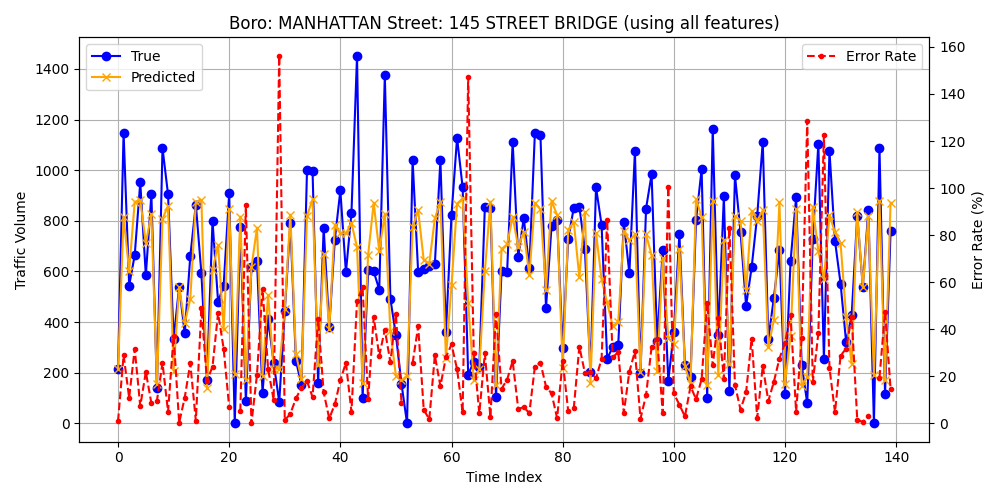 Boro: MANHATTAN Street: 145 STREET BRIDGE (using all features)
True
Predicted
Error Rate
1400
1200
1000
800
600
400
200
0
Traffic Volume
160
140
120
100
80
60
40
20
0
Error Rate (%)
0 20 40 60 80 100 120 140
Time Index